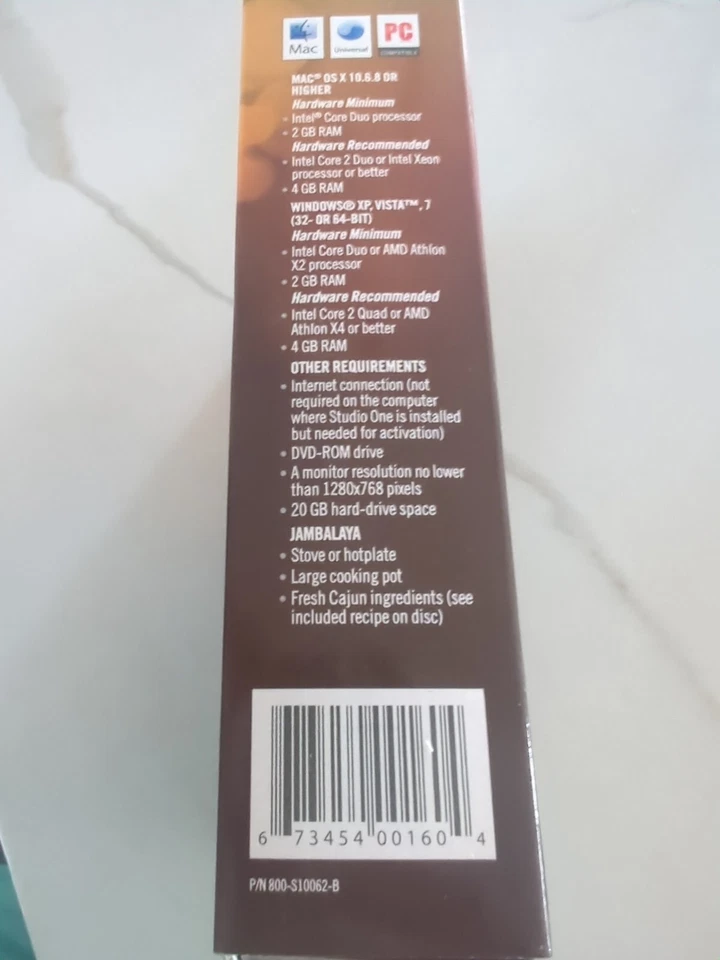 Mac Universal PC
COMPATIBLE
MAC® OS X 10.6.8 OR
HIGHER
Hardware Minimum
• Intel® Core Duo processor
• 2 GB RAM
Hardware Recommended
• Intel Core 2 Duo or Intel Xeon
processor or better
• 4 GB RAM
WINDOWS® XP, VISTA™, 7
(32- OR 64-BIT)
Hardware Minimum
• Intel Core Duo or AMD Athlon
X2 processor
• 2 GB RAM
Hardware Recommended
• Intel Core 2 Quad or AMD
Athlon X4 or better
• 4 GB RAM
OTHER REQUIREMENTS
• Internet connection (not
required on the computer
where Studio One is installed
but needed for activation)
• DVD-ROM drive
• A monitor resolution no lower
than 1280x768 pixels
• 20 GB hard-drive space
JAMBALAYA
• Stove or hotplate
• Large cooking pot
• Fresh Cajun ingredients (see
included recipe on disc)
6 73454 00160 4
P/N 800-S10062-B